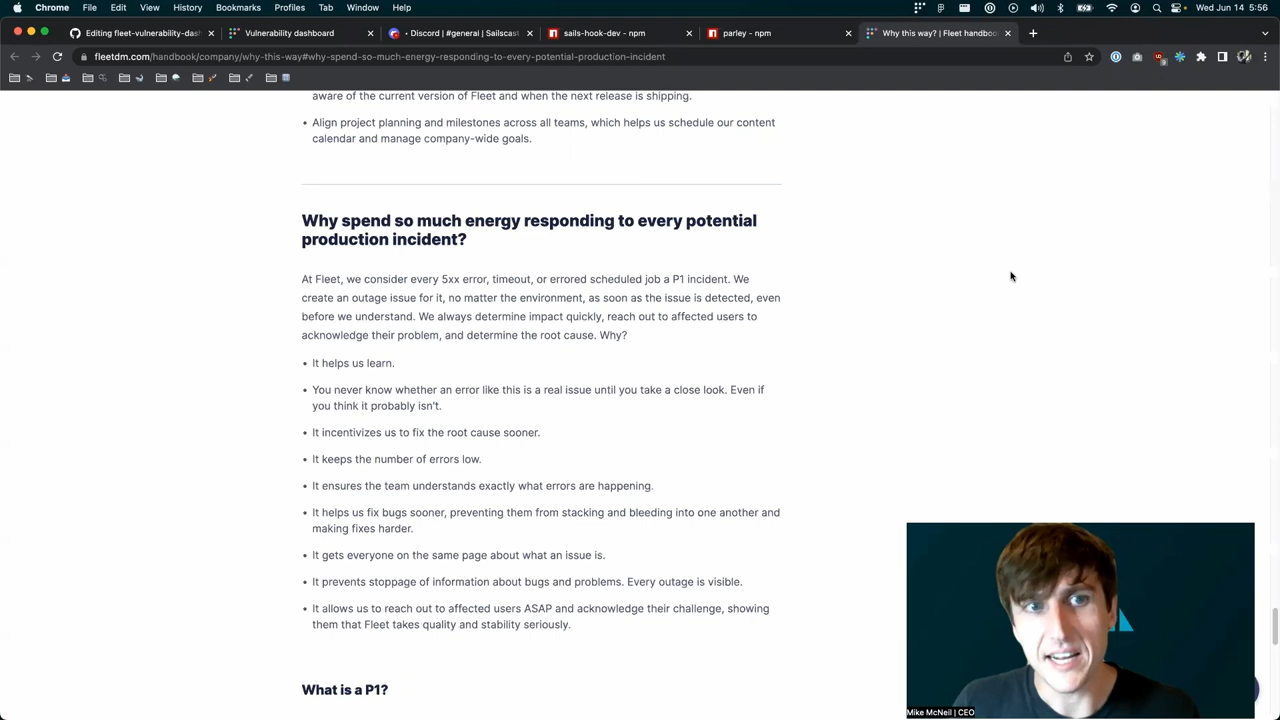 Chrome File Edit View History Bookmarks Profiles Tab Window Help Wed Jun 14 5:56
Editing fleet-vulnerability-das Vulnerability dashboard Discord | #general | Sailscast sails-hook-dev - npm parley - npm Why this way? | Fleet handboo
fleetdm.com/handbook/company/why-this-way#why-spend-so-much-energy-responding-to-every-potential-production-incident
aware of the current version of Fleet and when the next release is shipping.
• Align project planning and milestones across all teams, which helps us schedule our content
calendar and manage company-wide goals.
Why spend so much energy responding to every potential
production incident?
At Fleet, we consider every 5xx error, timeout, or errored scheduled job a P1 incident. We
create an outage issue for it, no matter the environment, as soon as the issue is detected, even
before we understand. We always determine impact quickly, reach out to affected users to
acknowledge their problem, and determine the root cause. Why?
• It helps us learn.
• You never know whether an error like this is a real issue until you take a close look. Even if
you think it probably isn't.
• It incentivizes us to fix the root cause sooner.
• It keeps the number of errors low.
• It ensures the team understands exactly what errors are happening.
• It helps us fix bugs sooner, preventing them from stacking and bleeding into one another and
making fixes harder.
• It gets everyone on the same page about what an issue is.
• It prevents stoppage of information about bugs and problems. Every outage is visible.
• It allows us to reach out to affected users ASAP and acknowledge their challenge, showing
them that Fleet takes quality and stability seriously.
What is a P1?
Mike McNeil | CEO